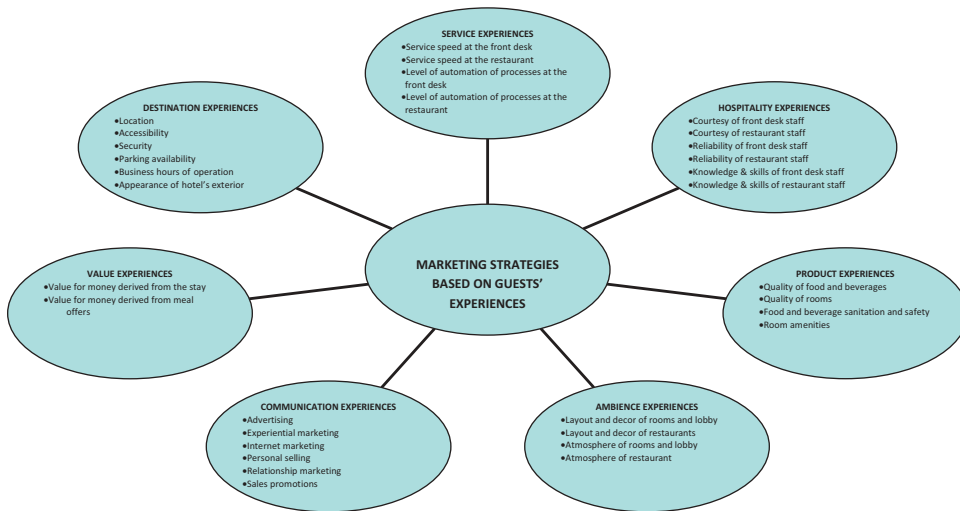 SERVICE EXPERIENCES
•Service speed at the front desk
•Service speed at the restaurant
•Level of automation of processes at the
front desk
•Level of automation of processes at the
restaurant
DESTINATION EXPERIENCES
•Location
•Accessibility
•Security
•Parking availability
•Business hours of operation
•Appearance of hotel's exterior
HOSPITALITY EXPERIENCES
•Courtesy of front desk staff
•Courtesy of restaurant staff
•Reliability of front desk staff
•Reliability of restaurant staff
•Knowledge & skills of front desk staff
•Knowledge & skills of restaurant staff
MARKETING STRATEGIES
BASED ON GUESTS'
EXPERIENCES
VALUE EXPERIENCES
•Value for money derived from the stay
•Value for money derived from meal
offers
PRODUCT EXPERIENCES
•Quality of food and beverages
•Quality of rooms
•Food and beverage sanitation and safety
•Room amenities
COMMUNICATION EXPERIENCES
•Advertising
•Experiential marketing
•Internet marketing
•Personal selling
•Relationship marketing
•Sales promotions
AMBIENCE EXPERIENCES
•Layout and decor of rooms and lobby
•Layout and decor of restaurants
•Atmosphere of rooms and lobby
•Atmosphere of restaurant